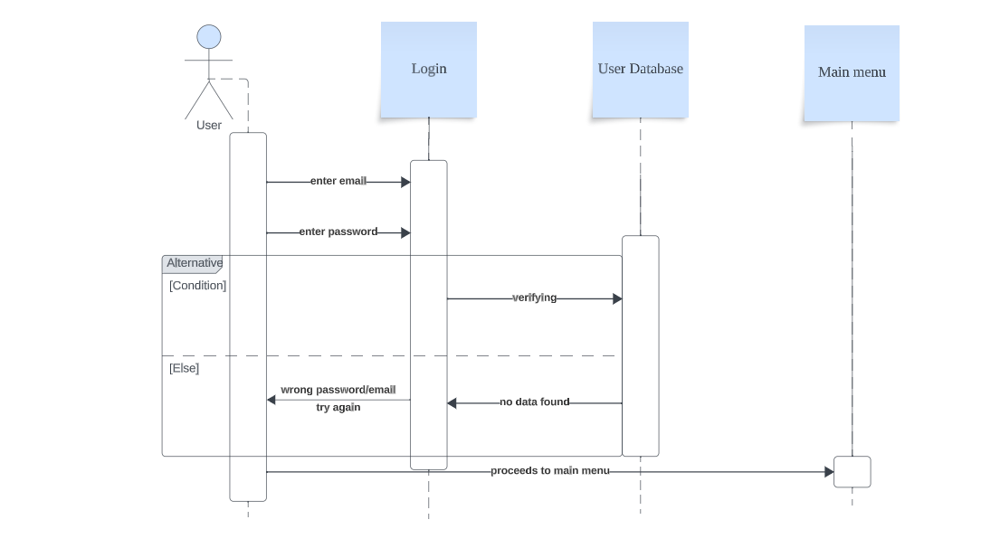 Login
User Database
Main menu
User
enter email
enter password
Alternative
[Condition]
verifying
[Else]
wrong password/email
try again
no data found
proceeds to main menu